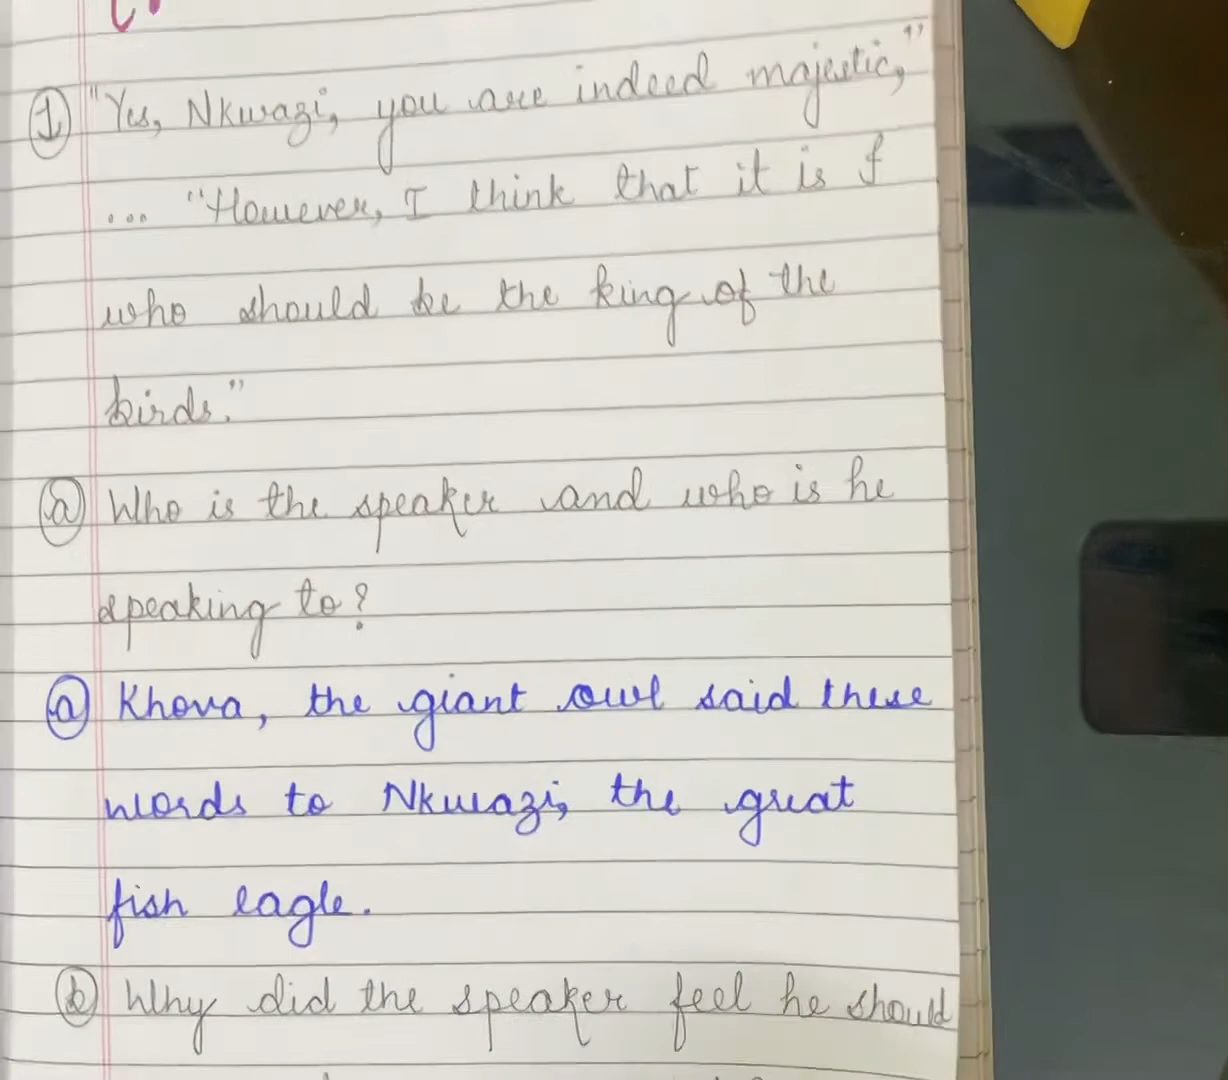 ① "Yes, Nkwazi, you are indeed majestic,"
... "However, I think that it is I
who should be the king of the
birds."
ⓐ Who is the speaker and who is he
speaking to?
ⓐ Khova, the giant owl said these
words to Nkwazi, the great
fish eagle.
ⓑ Why did the speaker feel he should